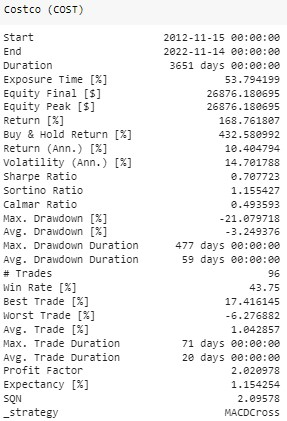 Costco (COST)
Start 2012-11-15 00:00:00
End 2022-11-14 00:00:00
Duration 3651 days 00:00:00
Exposure Time [%] 53.794199
Equity Final [$] 26876.180695
Equity Peak [$] 26876.180695
Return [%] 168.761807
Buy & Hold Return [%] 432.580992
Return (Ann.) [%] 10.404794
Volatility (Ann.) [%] 14.701788
Sharpe Ratio 0.707723
Sortino Ratio 1.155427
Calmar Ratio 0.493593
Max. Drawdown [%] -21.079718
Avg. Drawdown [%] -3.249376
Max. Drawdown Duration 477 days 00:00:00
Avg. Drawdown Duration 59 days 00:00:00
# Trades 96
Win Rate [%] 43.75
Best Trade [%] 17.416145
Worst Trade [%] -6.276882
Avg. Trade [%] 1.042857
Max. Trade Duration 71 days 00:00:00
Avg. Trade Duration 20 days 00:00:00
Profit Factor 2.020978
Expectancy [%] 1.154254
SQN 2.09578
_strategy MACDCross